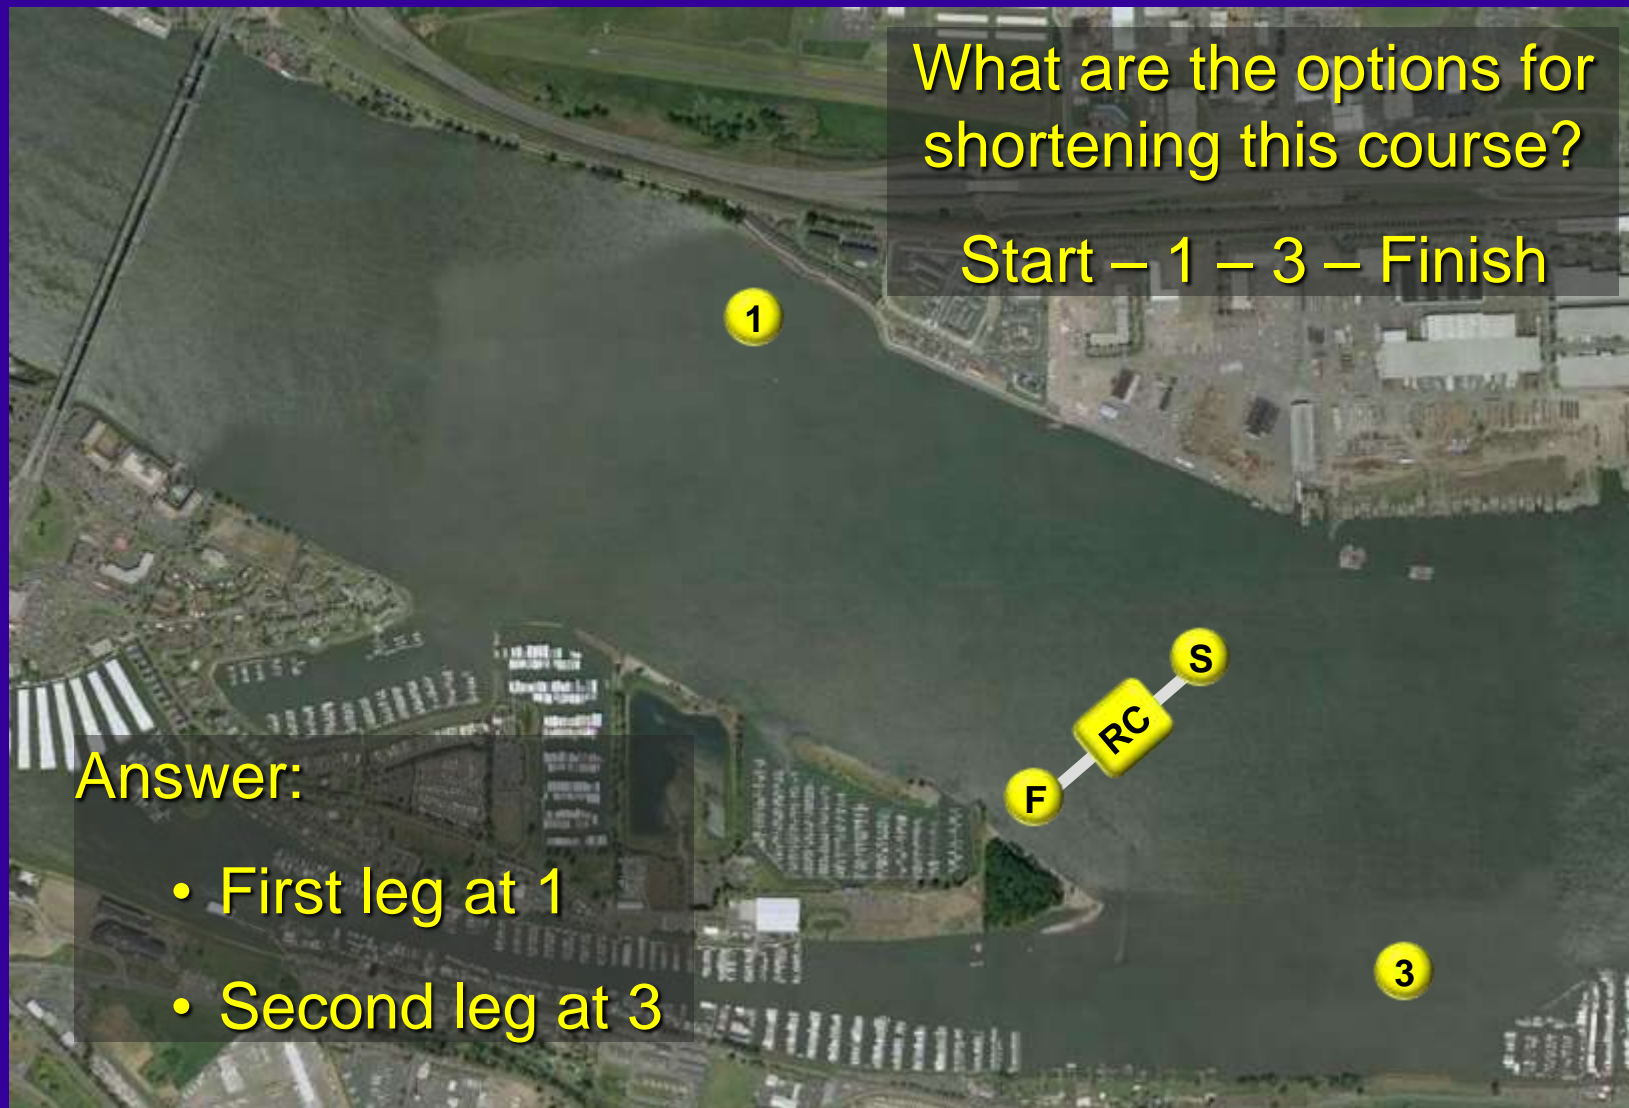 What are the options for
shortening this course?
Start – 1 – 3 – Finish
1
S
RC
F
3
Answer:
• First leg at 1
• Second leg at 3